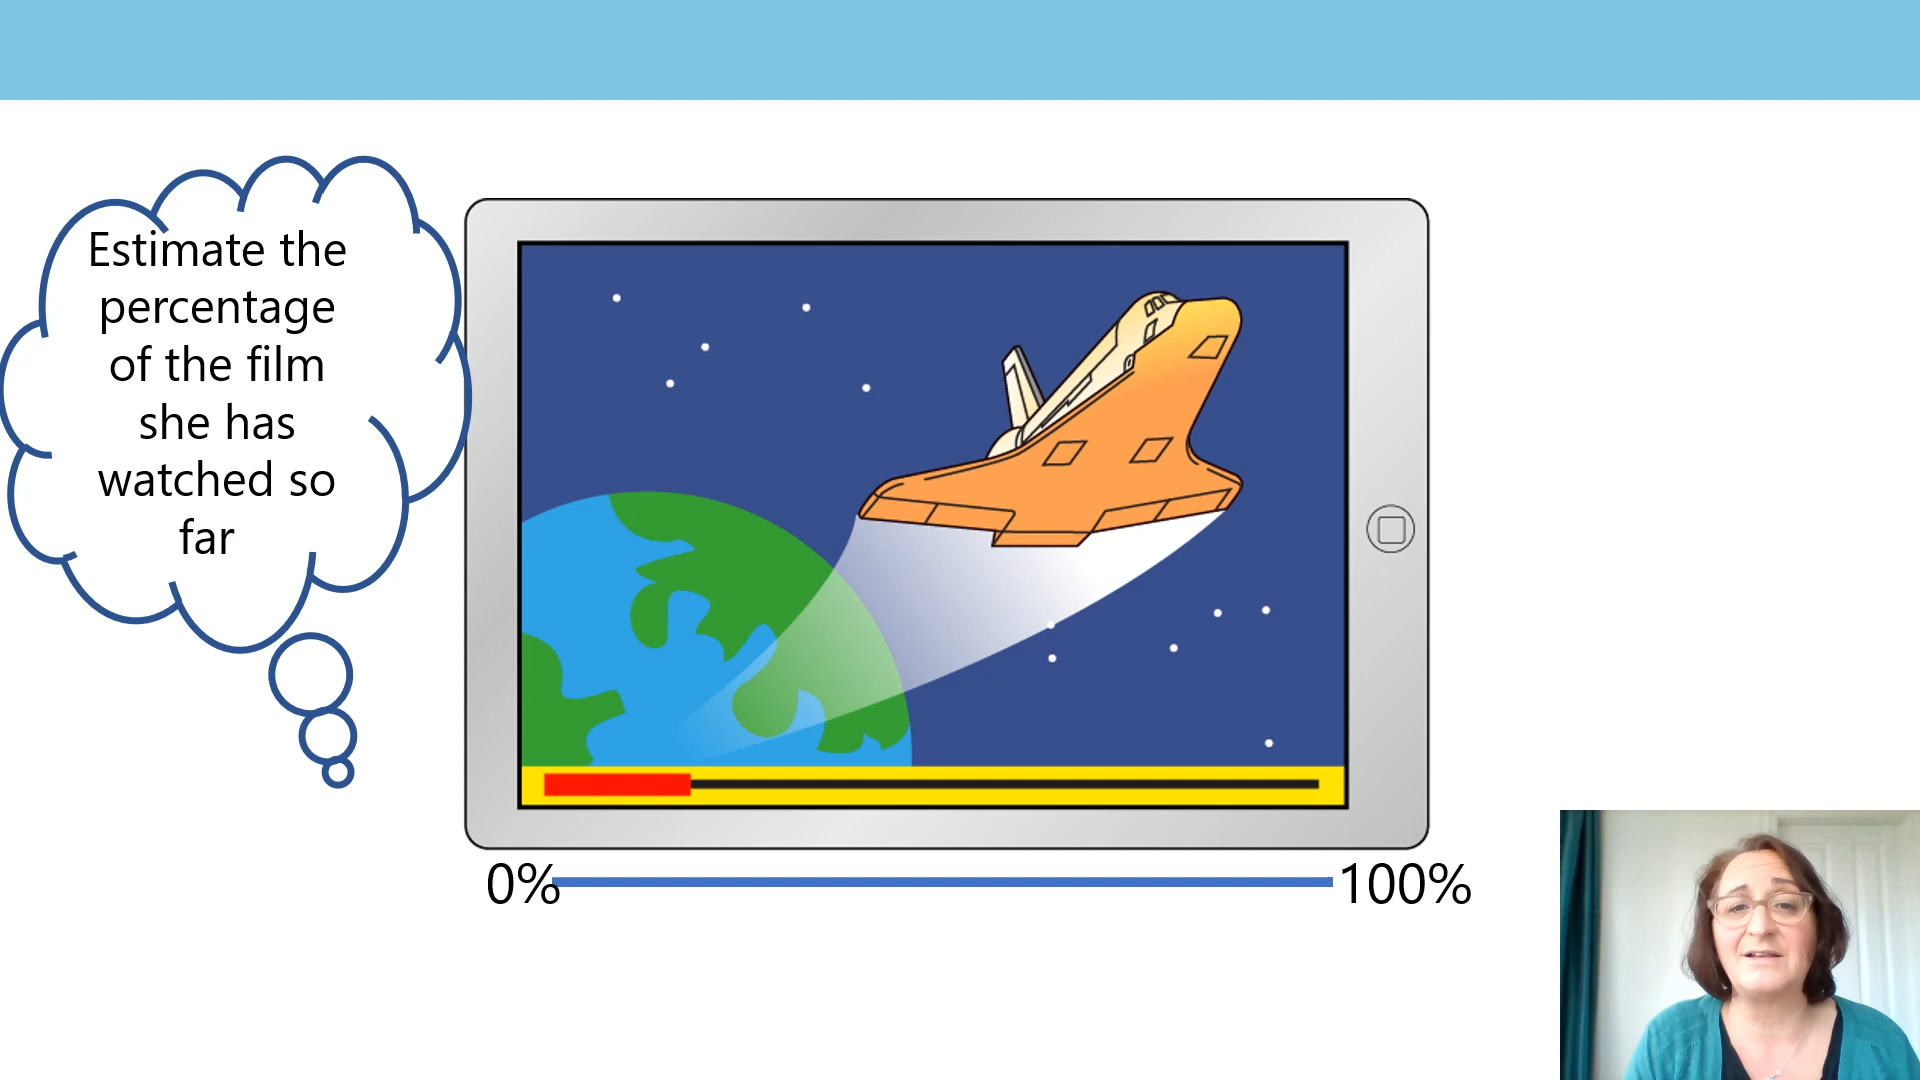 Estimate the
percentage
of the film
she has
watched so
far
0%
100%